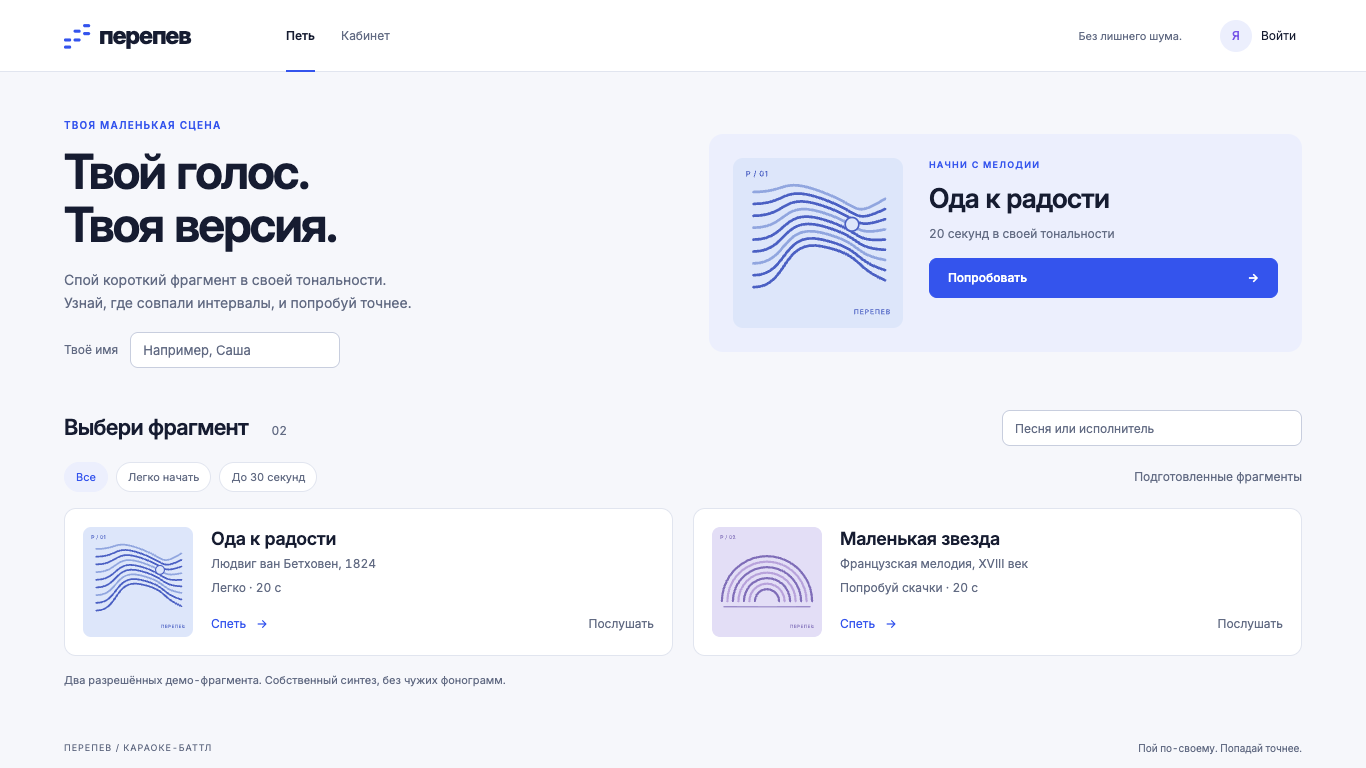 перепев
Петь
Кабинет
Без лишнего шума.
Я
Войти
ТВОЯ МАЛЕНЬКАЯ СЦЕНА
Твой голос.
Твоя версия.
Спой короткий фрагмент в своей тональности.
Узнай, где совпали интервалы, и попробуй точнее.
Твоё имя
Например, Саша
P / 01
ПЕРЕПЕВ
НАЧНИ С МЕЛОДИИ
Ода к радости
20 секунд в своей тональности
Попробовать →
Выбери фрагмент 02
Песня или исполнитель
Все
Легко начать
До 30 секунд
Подготовленные фрагменты
P / 01
ПЕРЕПЕВ
Ода к радости
Людвиг ван Бетховен, 1824
Легко · 20 с
Спеть →
Послушать
ПЕРЕПЕВ
Маленькая звезда
Французская мелодия, XVIII век
Попробуй скачки · 20 с
Спеть →
Послушать
Два разрешённых демо-фрагмента. Собственный синтез, без чужих фонограмм.
ПЕРЕПЕВ / КАРАОКЕ-БАТТЛ
Пой по-своему. Попадай точнее.